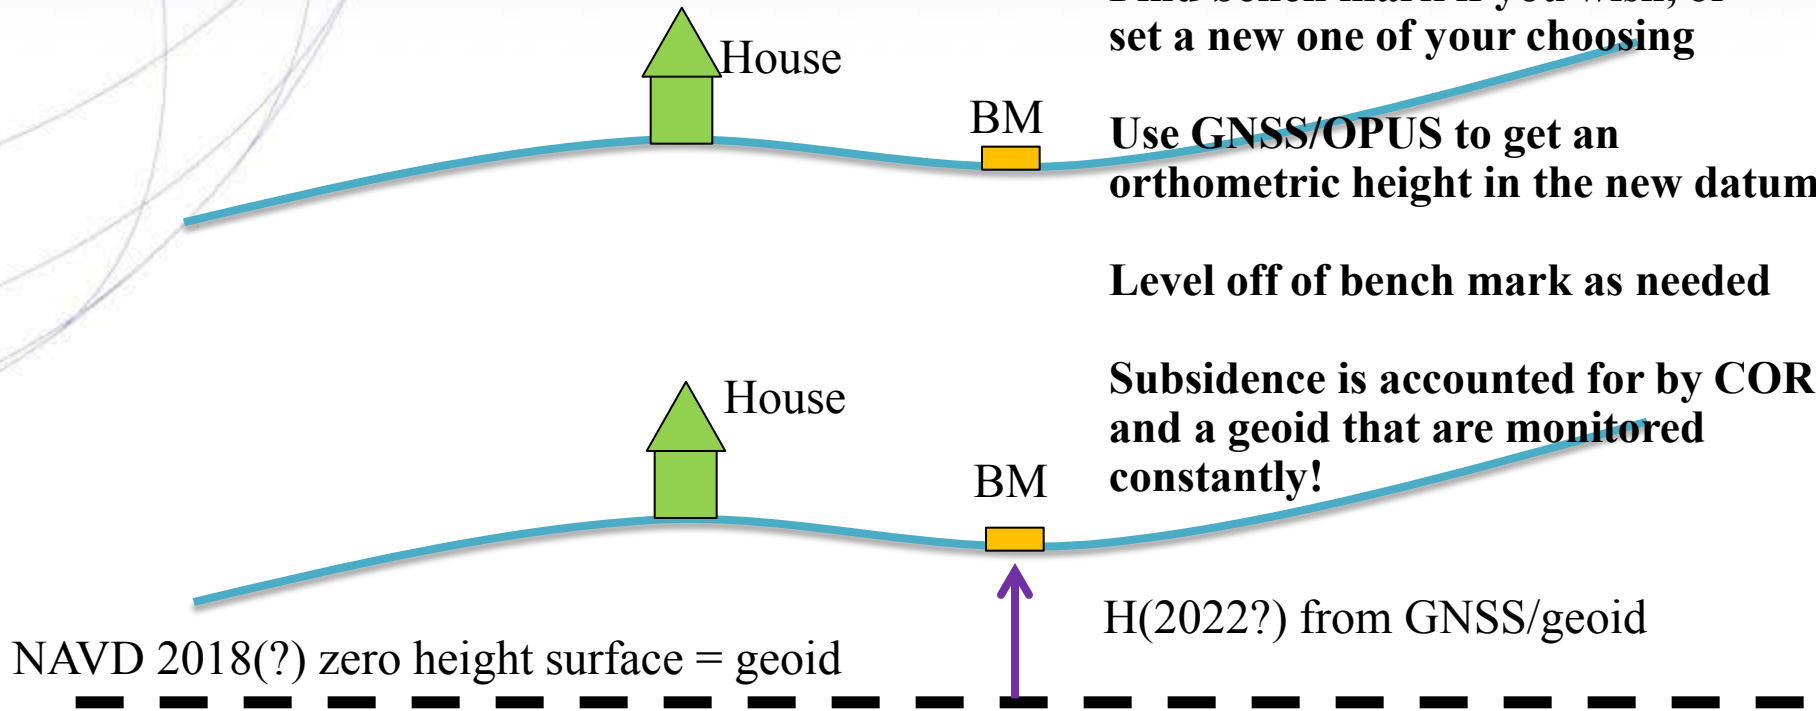 House
BM
set a new one of your choosing
Use GNSS/OPUS to get an
orthometric height in the new datum
Level off of bench mark as needed
Subsidence is accounted for by COR
and a geoid that are monitored
constantly!
House
BM
H(2022?) from GNSS/geoid
NAVD 2018(?) zero height surface = geoid